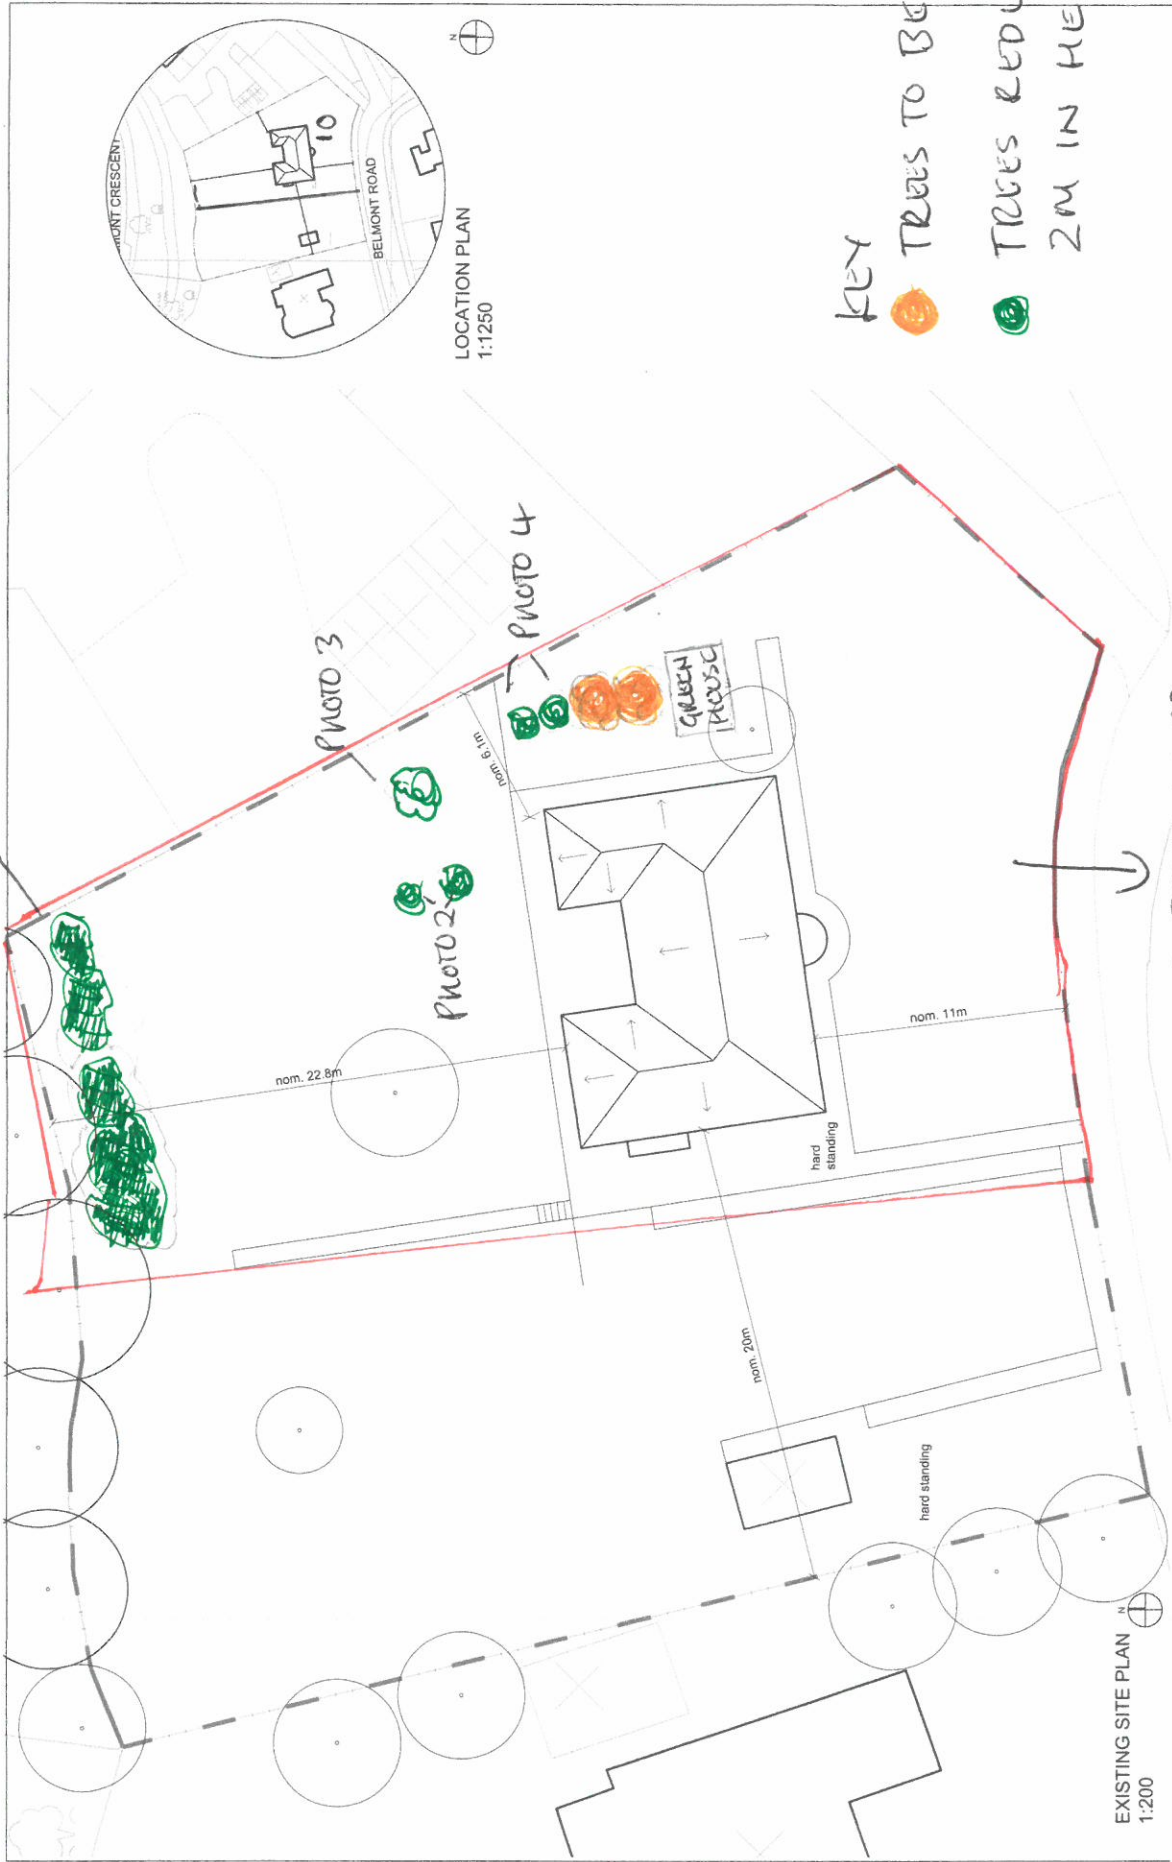 MONT CRESCENT
10
BELMONT ROAD
N
LOCATION PLAN
1:1250
KEY
TREES TO BE
TREES REDU
2M IN HE
PHOTO 3
PHOTO 4
PHOTO 2
GREEN
HOUSE
nom. 6.1m
nom. 22.8m
nom. 11m
hard
standing
nom. 20m
hard standing
EXISTING SITE PLAN
1:200
N